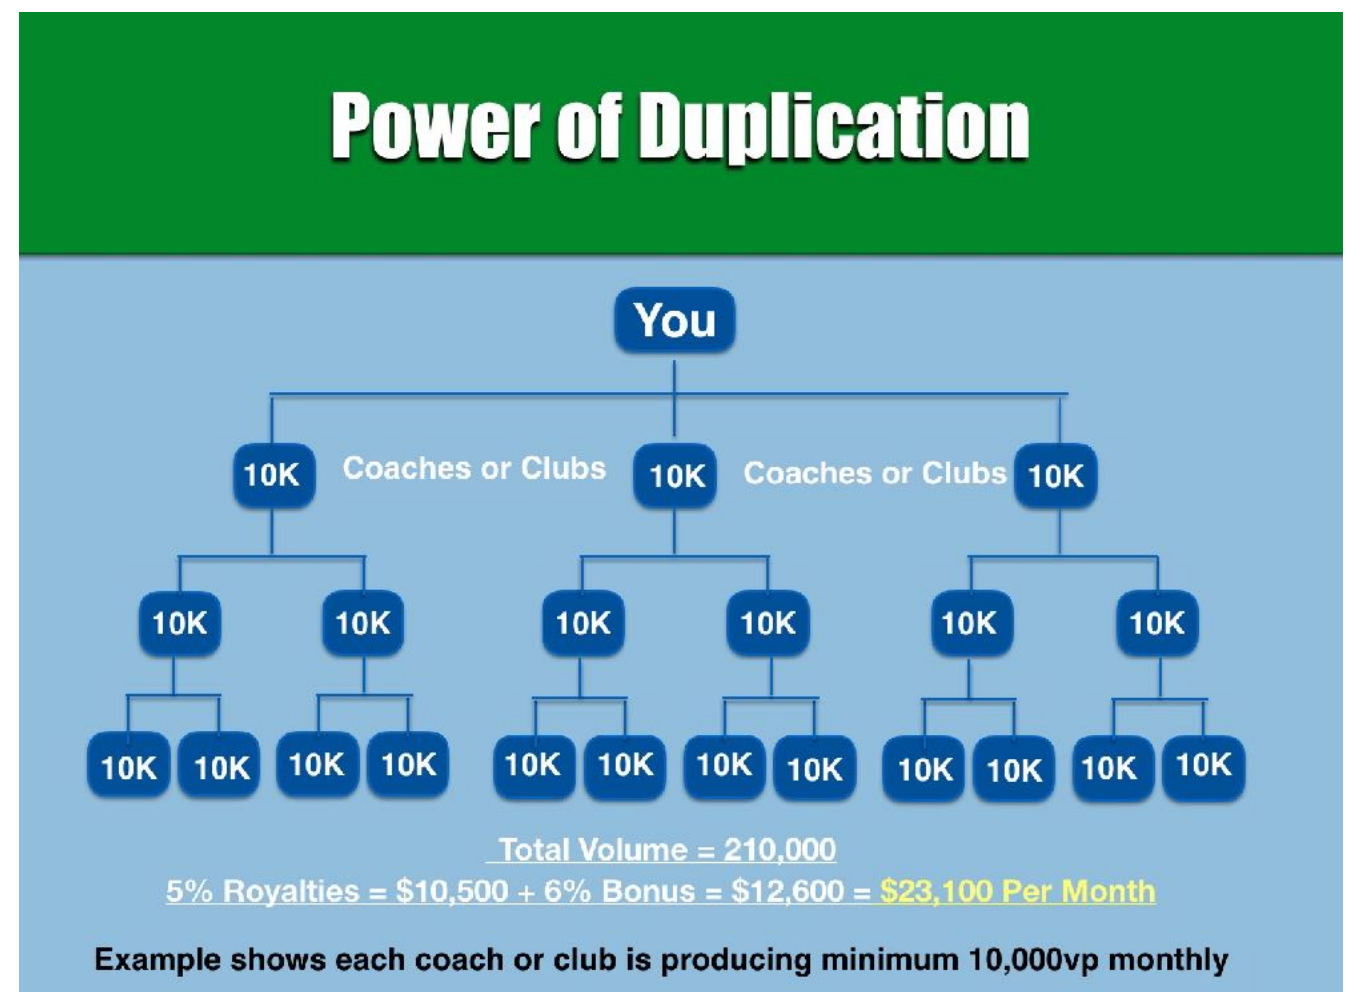 Power of Duplication
You
10K Coaches or Clubs 10K Coaches or Clubs 10K
10K 10K 10K 10K 10K 10K
10K 10K 10K 10K 10K 10K 10K 10K 10K 10K 10K 10K
Total Volume = 210,000
5% Royalties = $10,500 + 6% Bonus = $12,600 = $23,100 Per Month
Example shows each coach or club is producing minimum 10,000vp monthly